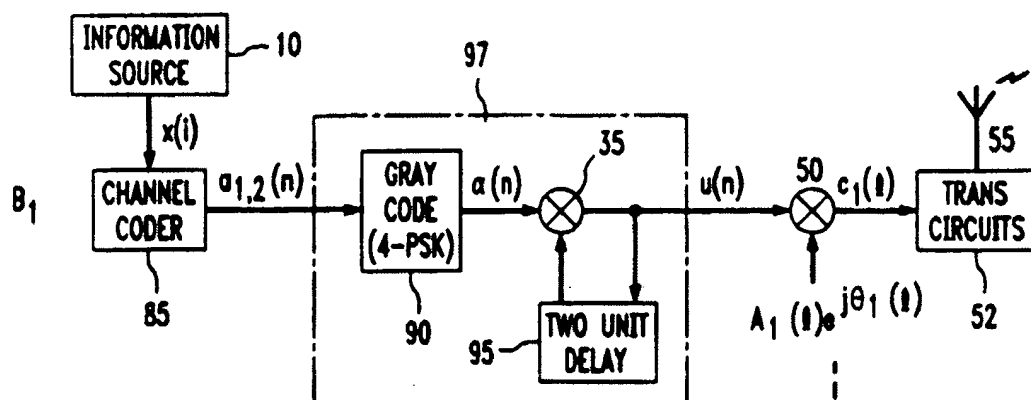 INFORMATION
SOURCE
10
x(i)
97
35
55
B₁
CHANNEL
CODER
85
a₁,₂(n)
GRAY
CODE
(4-PSK)
90
α(n)
u(n)
50
c₁(ℓ)
TRANS
CIRCUITS
52
95
TWO UNIT
DELAY
A₁(ℓ)e^jθ₁(ℓ)